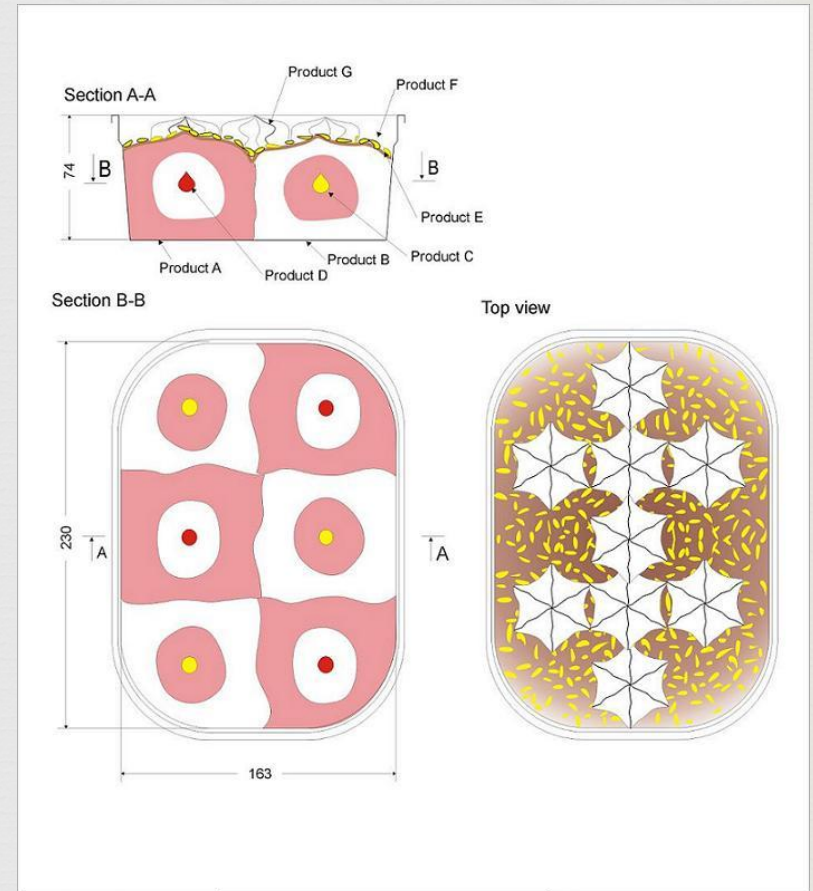 Product G
Product F
Section A-A
74
B
B
Product E
Product C
Product B
Product A
Product D
Section B-B
Top view
230
A
A
163